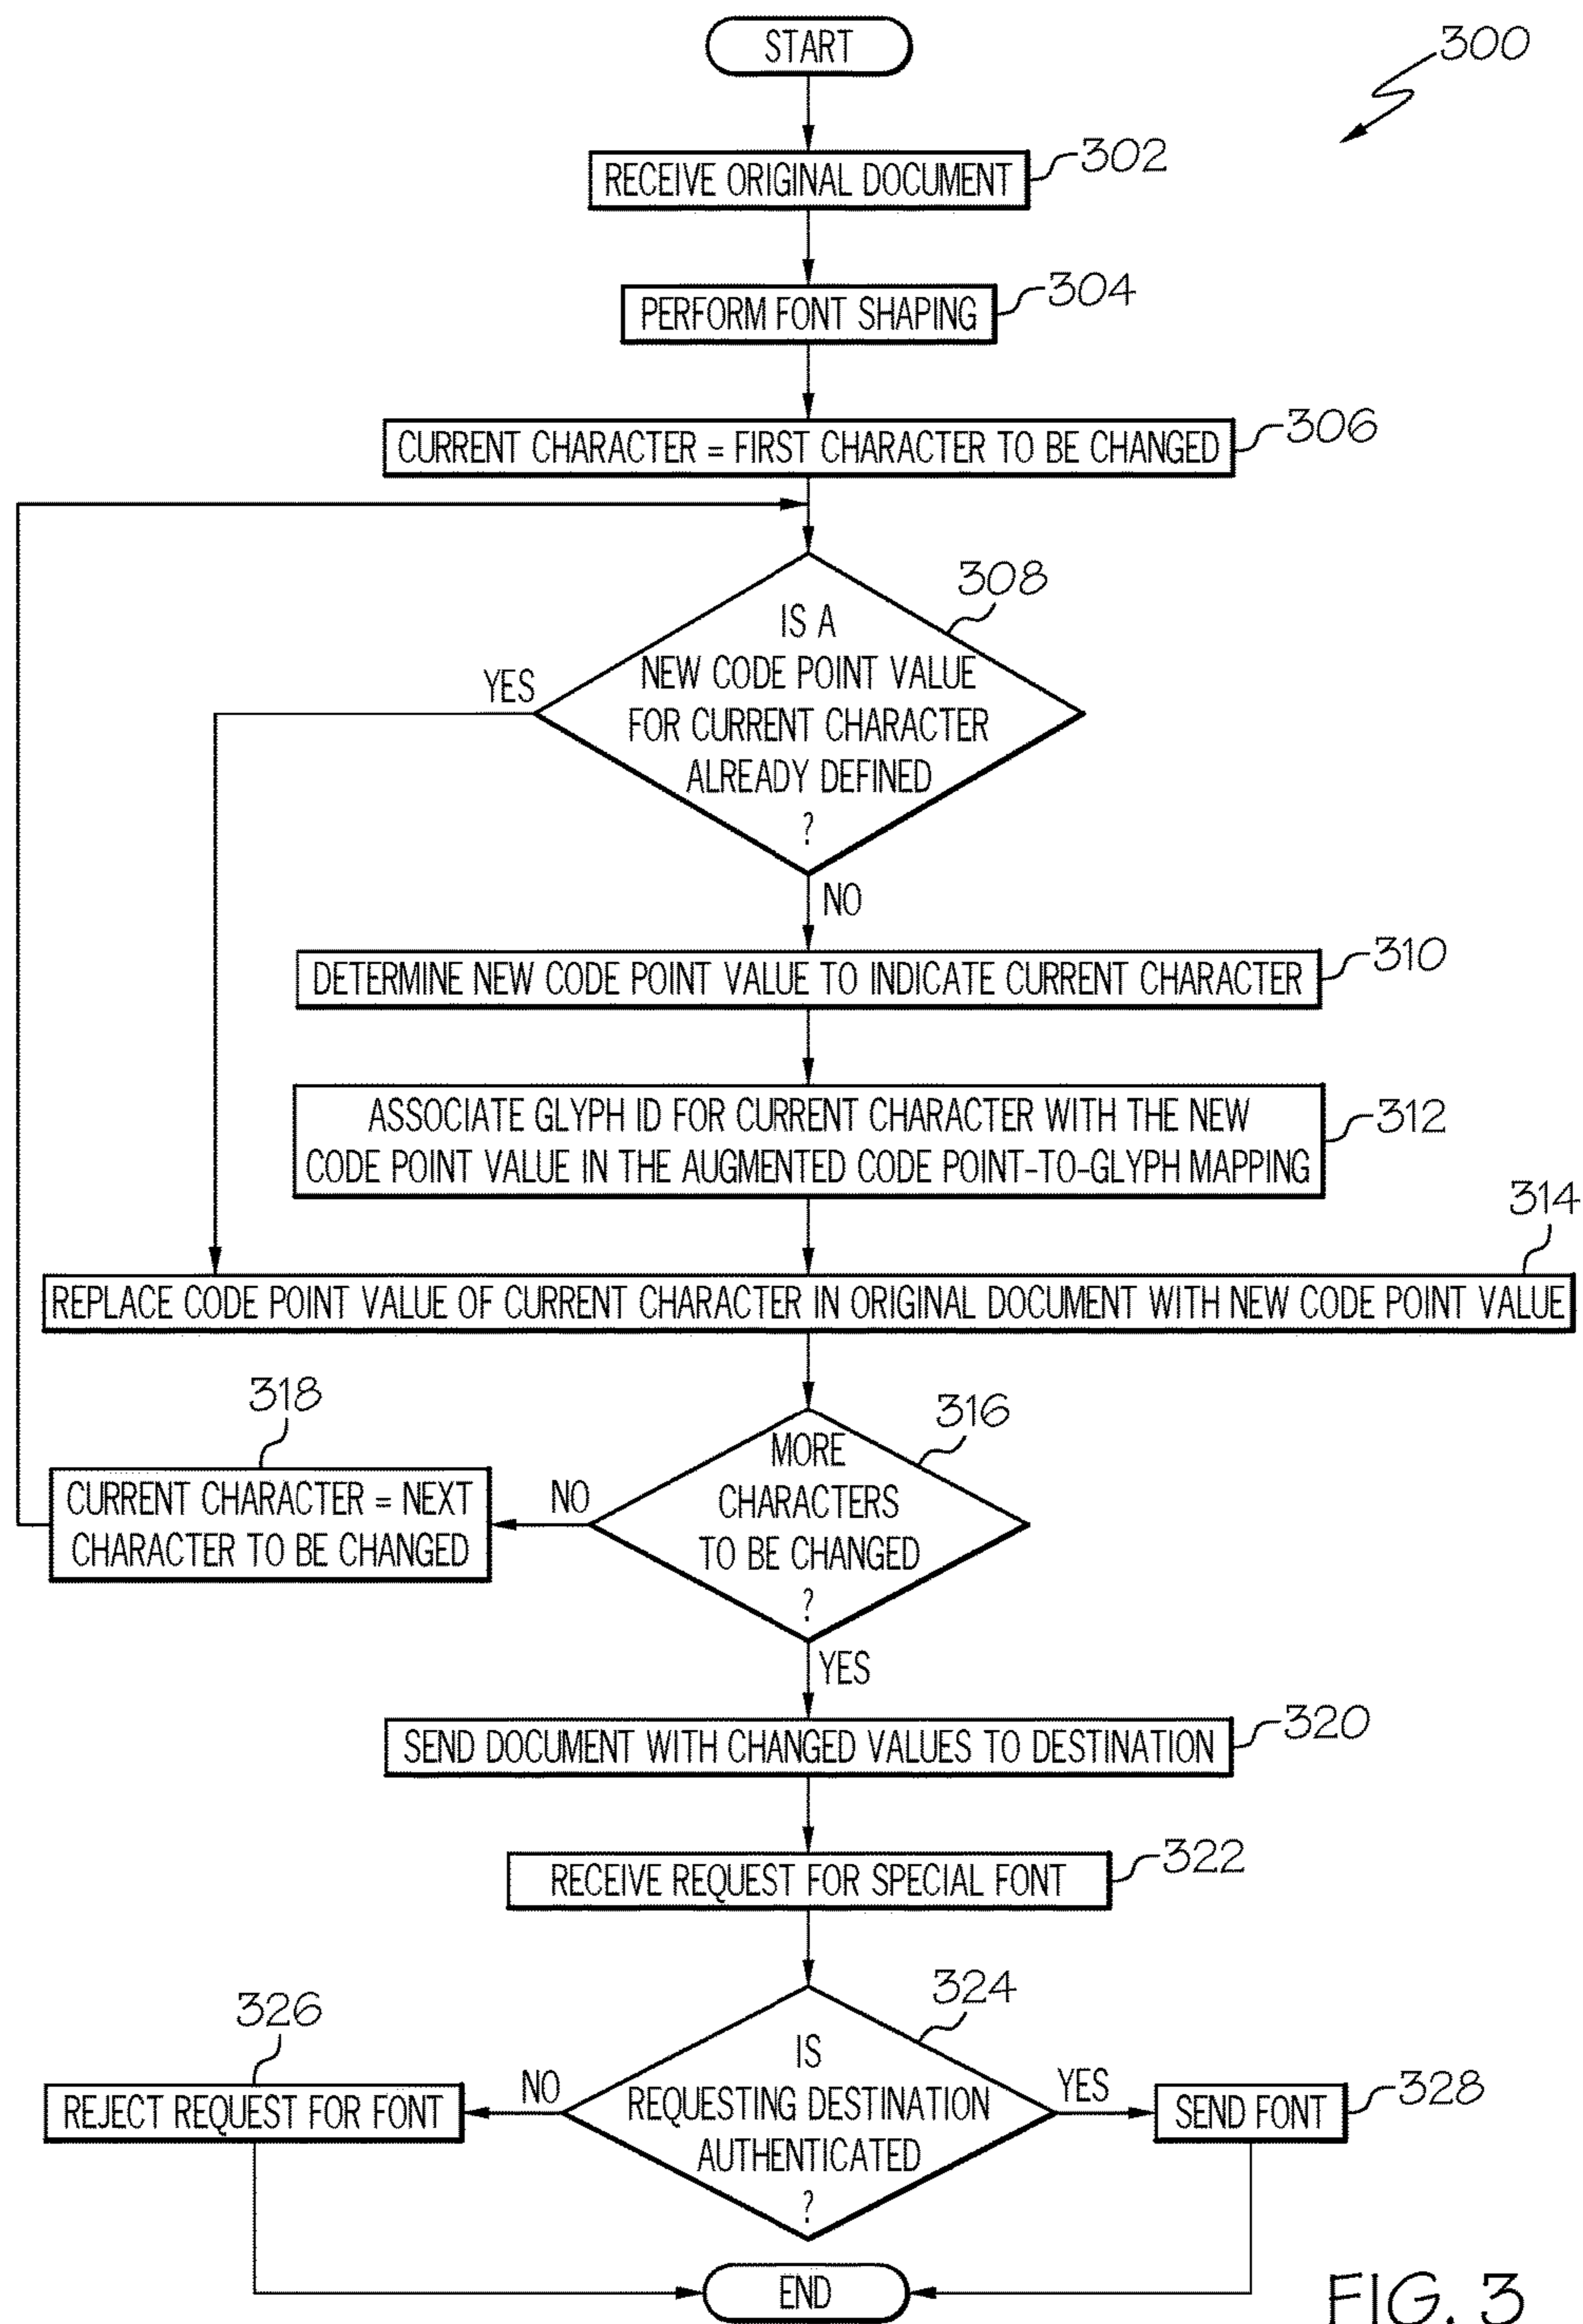 START
300
RECEIVE ORIGINAL DOCUMENT
302
PERFORM FONT SHAPING
304
CURRENT CHARACTER = FIRST CHARACTER TO BE CHANGED
306
308
IS A
NEW CODE POINT VALUE
FOR CURRENT CHARACTER
ALREADY DEFINED
?
YES
NO
DETERMINE NEW CODE POINT VALUE TO INDICATE CURRENT CHARACTER
310
ASSOCIATE GLYPH ID FOR CURRENT CHARACTER WITH THE NEW
CODE POINT VALUE IN THE AUGMENTED CODE POINT-TO-GLYPH MAPPING
312
314
REPLACE CODE POINT VALUE OF CURRENT CHARACTER IN ORIGINAL DOCUMENT WITH NEW CODE POINT VALUE
318
CURRENT CHARACTER = NEXT
CHARACTER TO BE CHANGED
NO
316
MORE
CHARACTERS
TO BE CHANGED
?
YES
SEND DOCUMENT WITH CHANGED VALUES TO DESTINATION
320
RECEIVE REQUEST FOR SPECIAL FONT
322
324
IS
REQUESTING DESTINATION
AUTHENTICATED
?
326
REJECT REQUEST FOR FONT
NO
YES
SEND FONT
328
END
FIG. 3